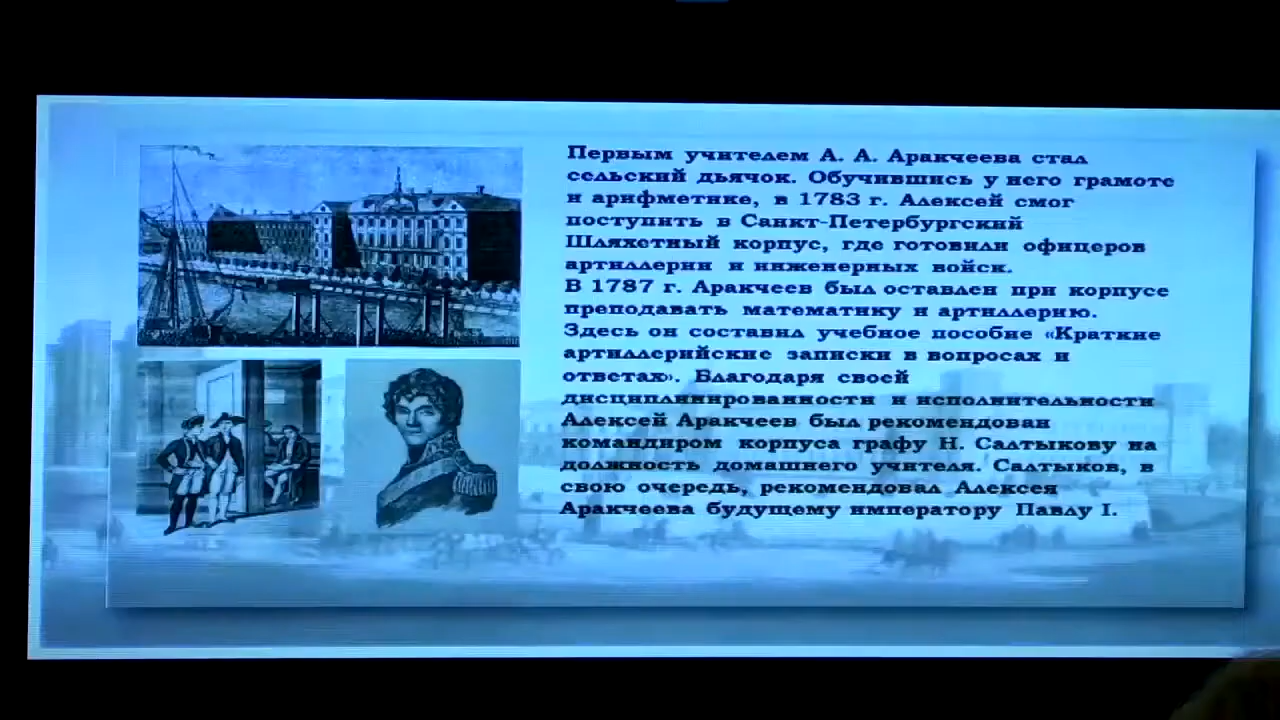 Первым учителем А. А. Аракчеева стал
сельский дьячок. Обучившись у него грамоте
и арифметике, в 1783 г. Алексей смог
поступить в Санкт-Петербургский
Шляхетный корпус, где готовили офицеров
артиллерии и инженерных войск.
В 1787 г. Аракчеев был оставлен при корпусе
преподавать математику и артиллерию.
Здесь он составил учебное пособие «Краткие
артиллерийские записки в вопросах и
ответах». Благодаря своей
дисциплинированности и исполнительности
Алексей Аракчеев был рекомендован
командиром корпуса графу Н. Салтыкову на
должность домашнего учителя. Салтыков, в
свою очередь, рекомендовал Алексея
Аракчеева будущему императору Павлу I.